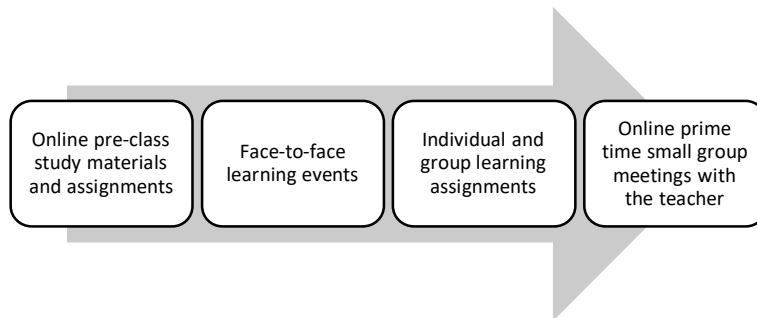 Online pre-class
study materials
and assignments
Face-to-face
learning events
Individual and
group learning
assignments
Online prime
time small group
meetings with
the teacher